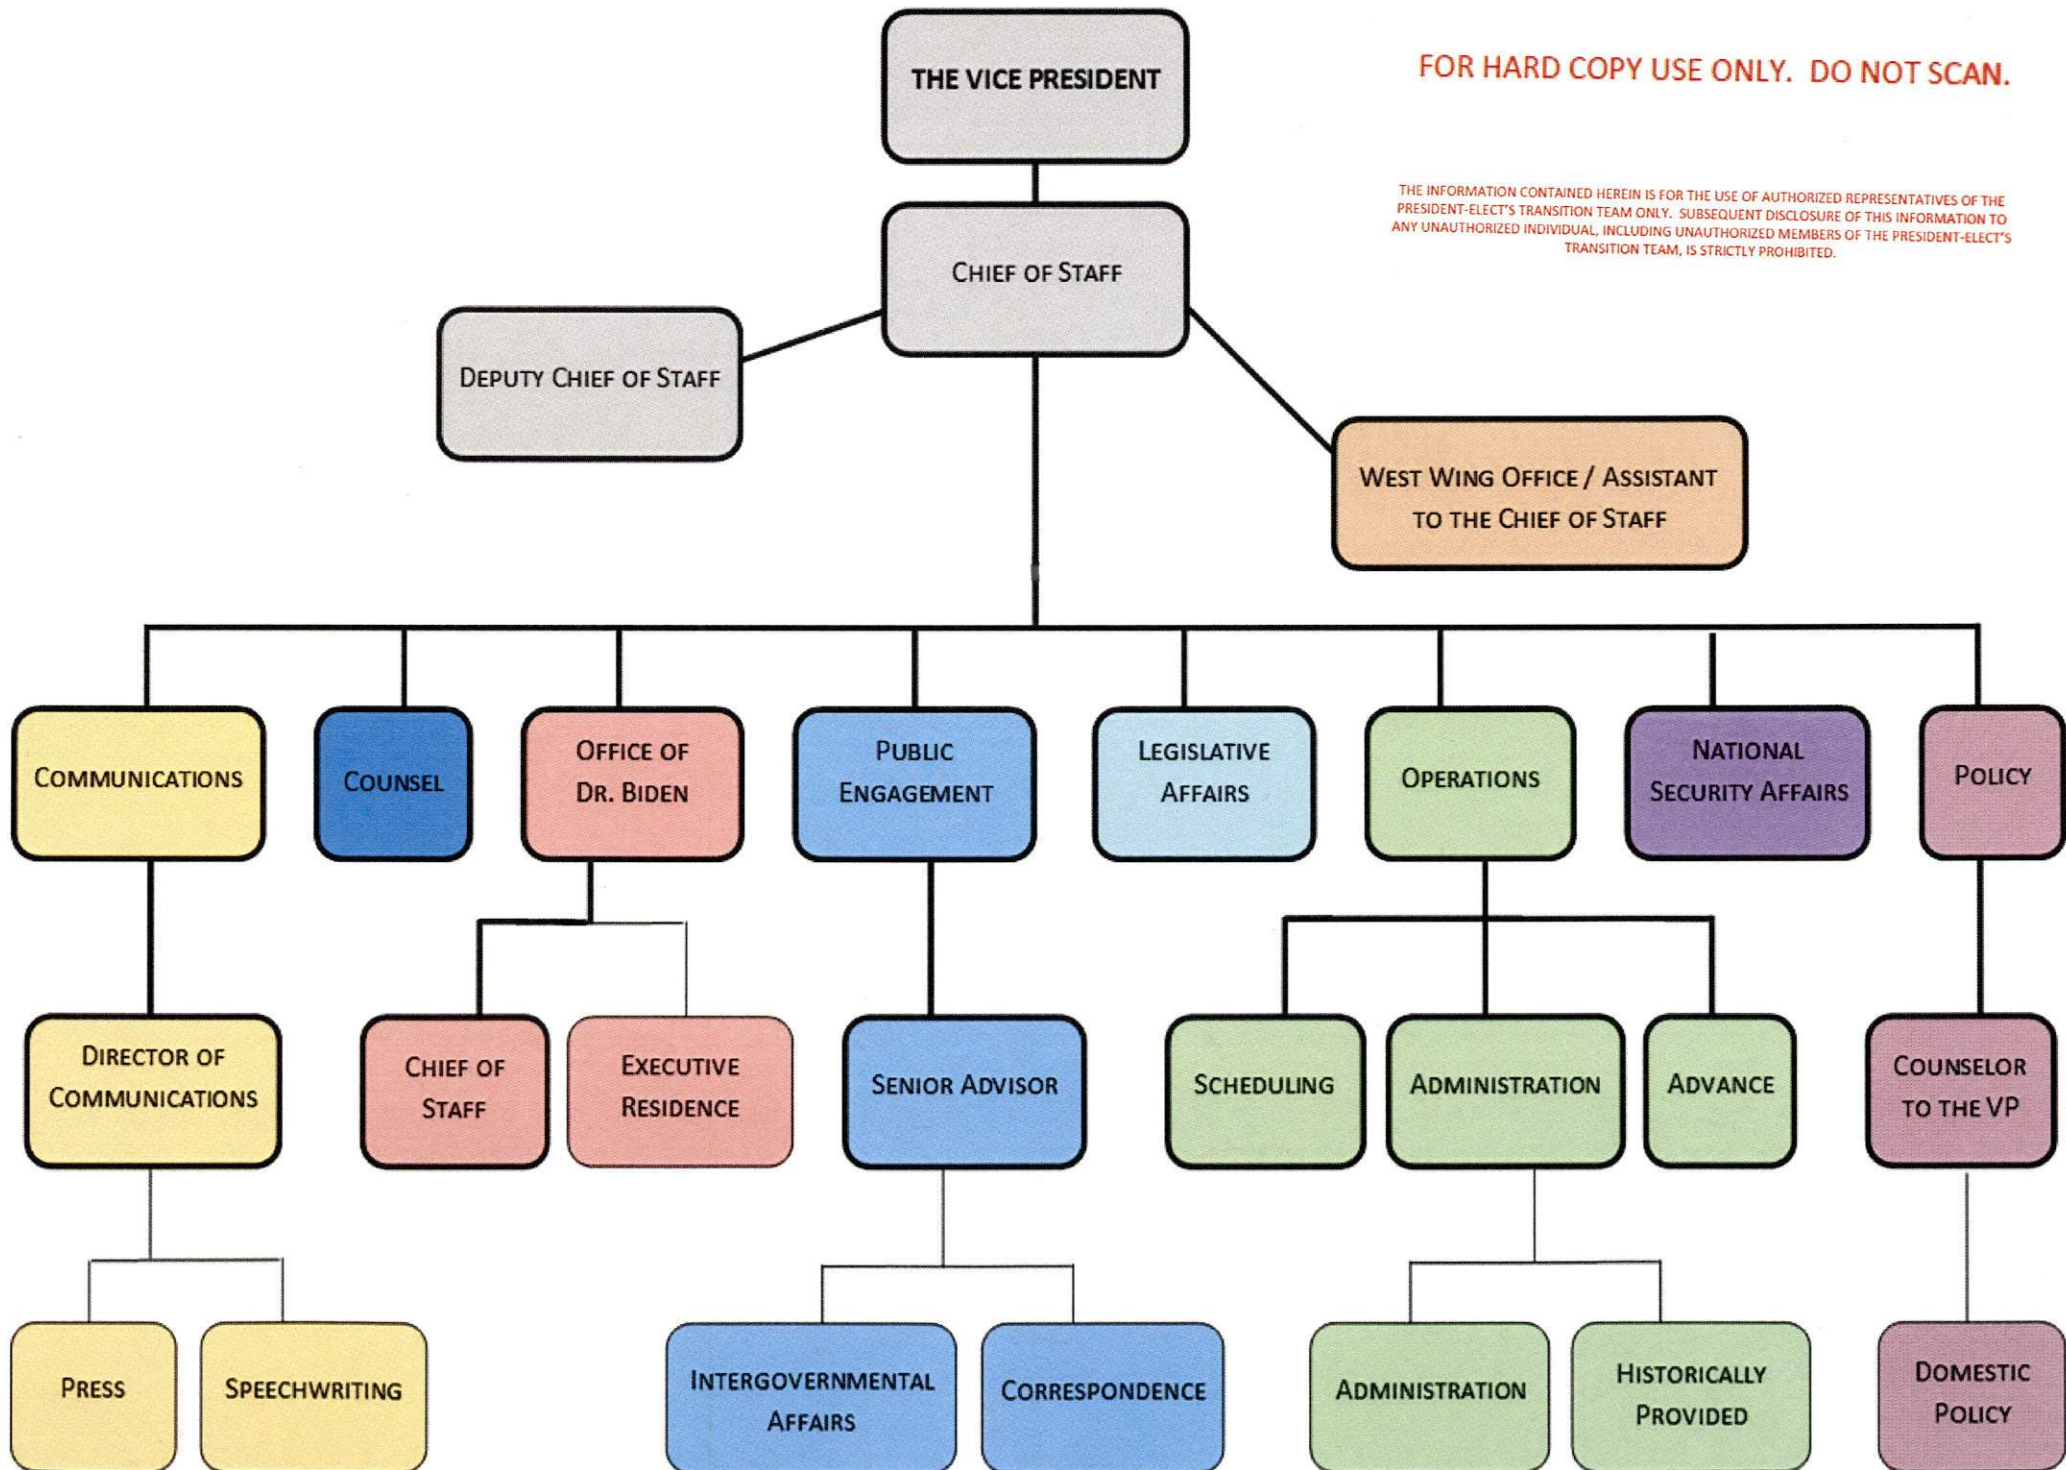 THE VICE PRESIDENT
FOR HARD COPY USE ONLY. DO NOT SCAN.
THE INFORMATION CONTAINED HEREIN IS FOR THE USE OF AUTHORIZED REPRESENTATIVES OF THE
PRESIDENT-ELECT'S TRANSITION TEAM ONLY. SUBSEQUENT DISCLOSURE OF THIS INFORMATION TO
ANY UNAUTHORIZED INDIVIDUAL, INCLUDING UNAUTHORIZED MEMBERS OF THE PRESIDENT-ELECT'S
TRANSITION TEAM, IS STRICTLY PROHIBITED.
CHIEF OF STAFF
DEPUTY CHIEF OF STAFF
WEST WING OFFICE / ASSISTANT
TO THE CHIEF OF STAFF
COMMUNICATIONS
COUNSEL
OFFICE OF
DR. BIDEN
PUBLIC
ENGAGEMENT
LEGISLATIVE
AFFAIRS
OPERATIONS
NATIONAL
SECURITY AFFAIRS
POLICY
DIRECTOR OF
COMMUNICATIONS
CHIEF OF
STAFF
EXECUTIVE
RESIDENCE
SENIOR ADVISOR
SCHEDULING
ADMINISTRATION
ADVANCE
COUNSELOR
TO THE VP
PRESS
SPEECHWRITING
INTERGOVERNMENTAL
AFFAIRS
CORRESPONDENCE
ADMINISTRATION
HISTORICALLY
PROVIDED
DOMESTIC
POLICY